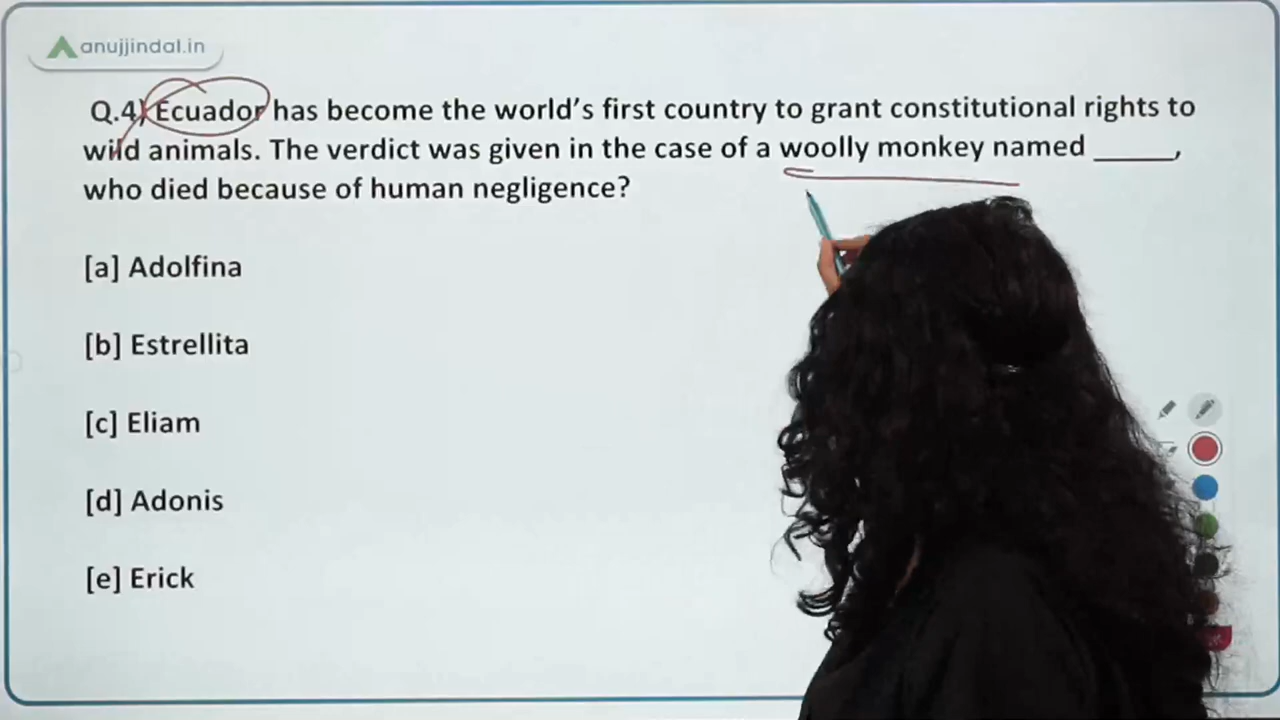 anujjindal.in
Q.4) Ecuador has become the world's first country to grant constitutional rights to
wild animals. The verdict was given in the case of a woolly monkey named _____,
who died because of human negligence?
[a] Adolfina
[b] Estrellita
[c] Eliam
[d] Adonis
[e] Erick